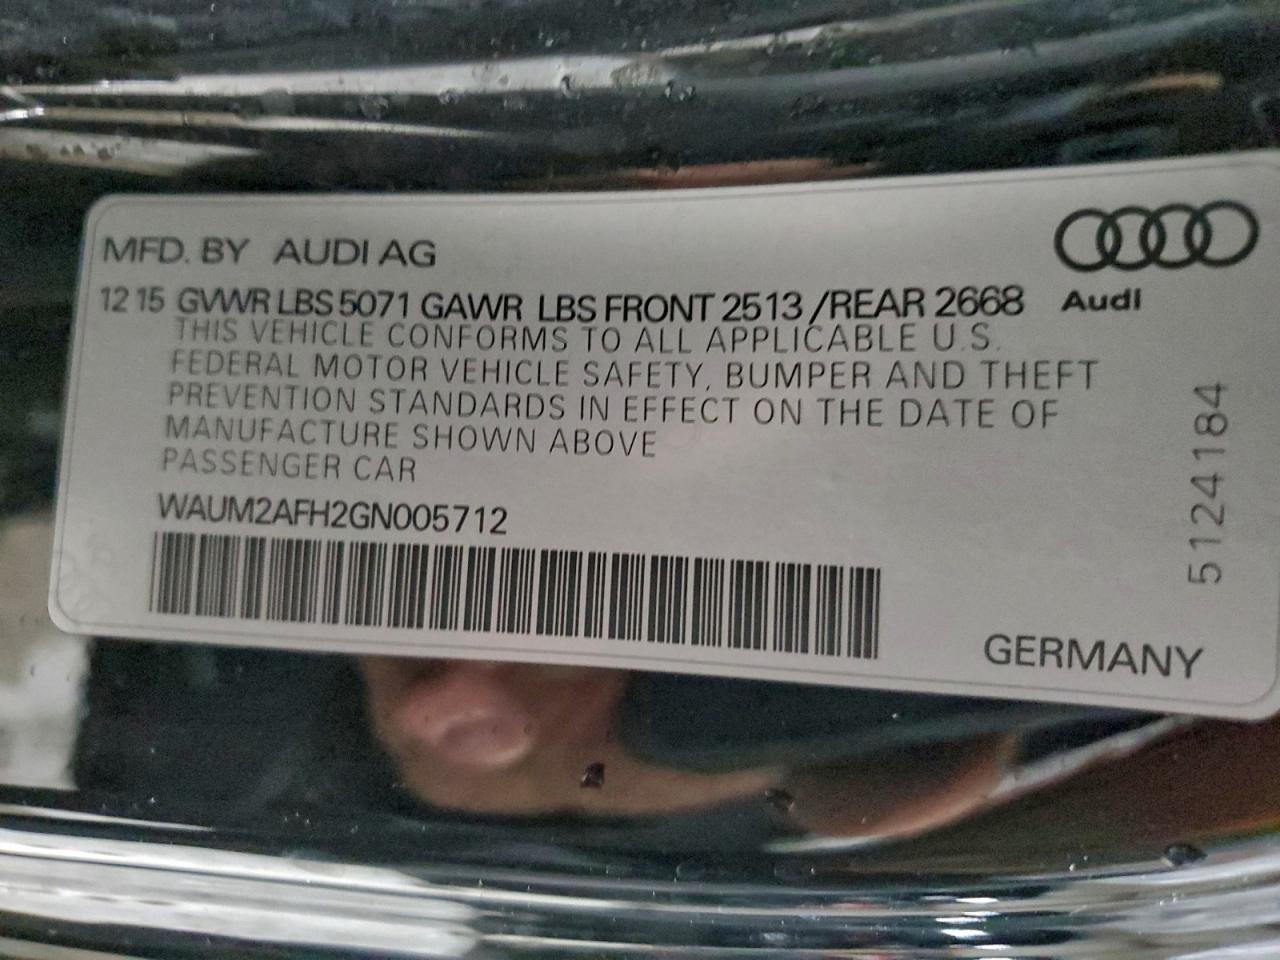 MFD. BY AUDI AG
12 15 GVWR LBS 5071 GAWR LBS FRONT 2513 /REAR 2668
Audi
THIS VEHICLE CONFORMS TO ALL APPLICABLE U.S.
FEDERAL MOTOR VEHICLE SAFETY, BUMPER AND THEFT
PREVENTION STANDARDS IN EFFECT ON THE DATE OF
MANUFACTURE SHOWN ABOVE
PASSENGER CAR
WAUM2AFH2GN005712
5124184
GERMANY